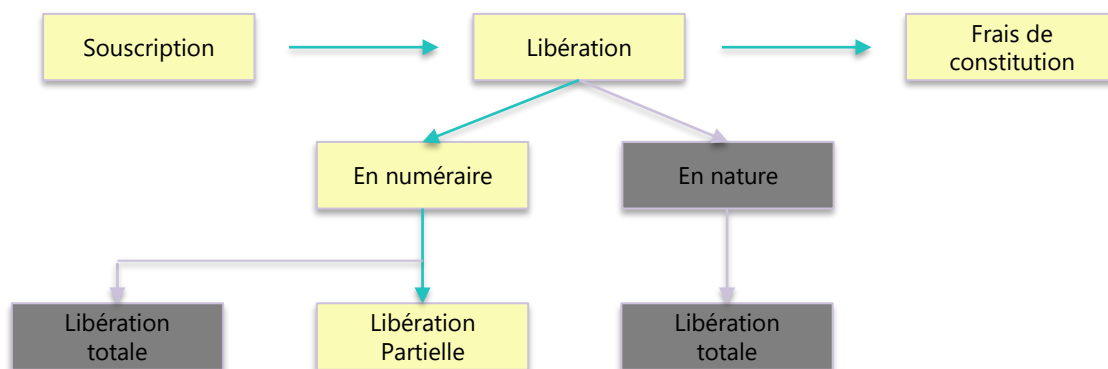 Souscription
Libération
Frais de
constitution
En numéraire
En nature
Libération
totale
Libération
Partielle
Libération
totale